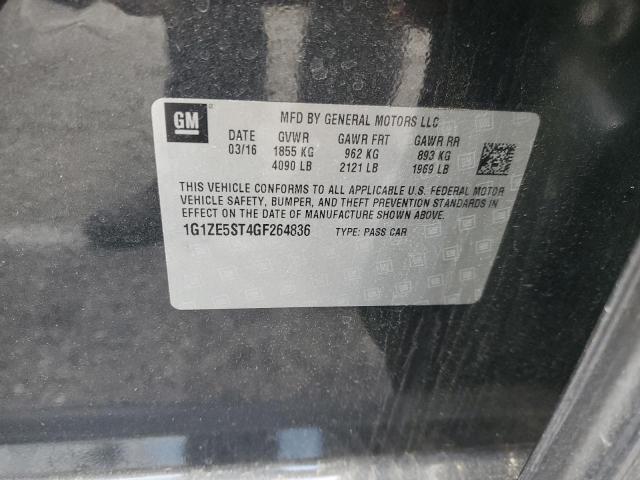 GM
MFD BY GENERAL MOTORS LLC
DATE GVWR GAWR FRT GAWR RR
03/16 1855 KG 962 KG 893 KG
4090 LB 2121 LB 1969 LB
THIS VEHICLE CONFORMS TO ALL APPLICABLE U.S. FEDERAL MOTOR
VEHICLE SAFETY, BUMPER, AND THEFT PREVENTION STANDARDS
IN EFFECT ON THE DATE OF MANUFACTURE SHOWN ABOVE.
1G1ZE5ST4GF264836 TYPE: PASS CAR